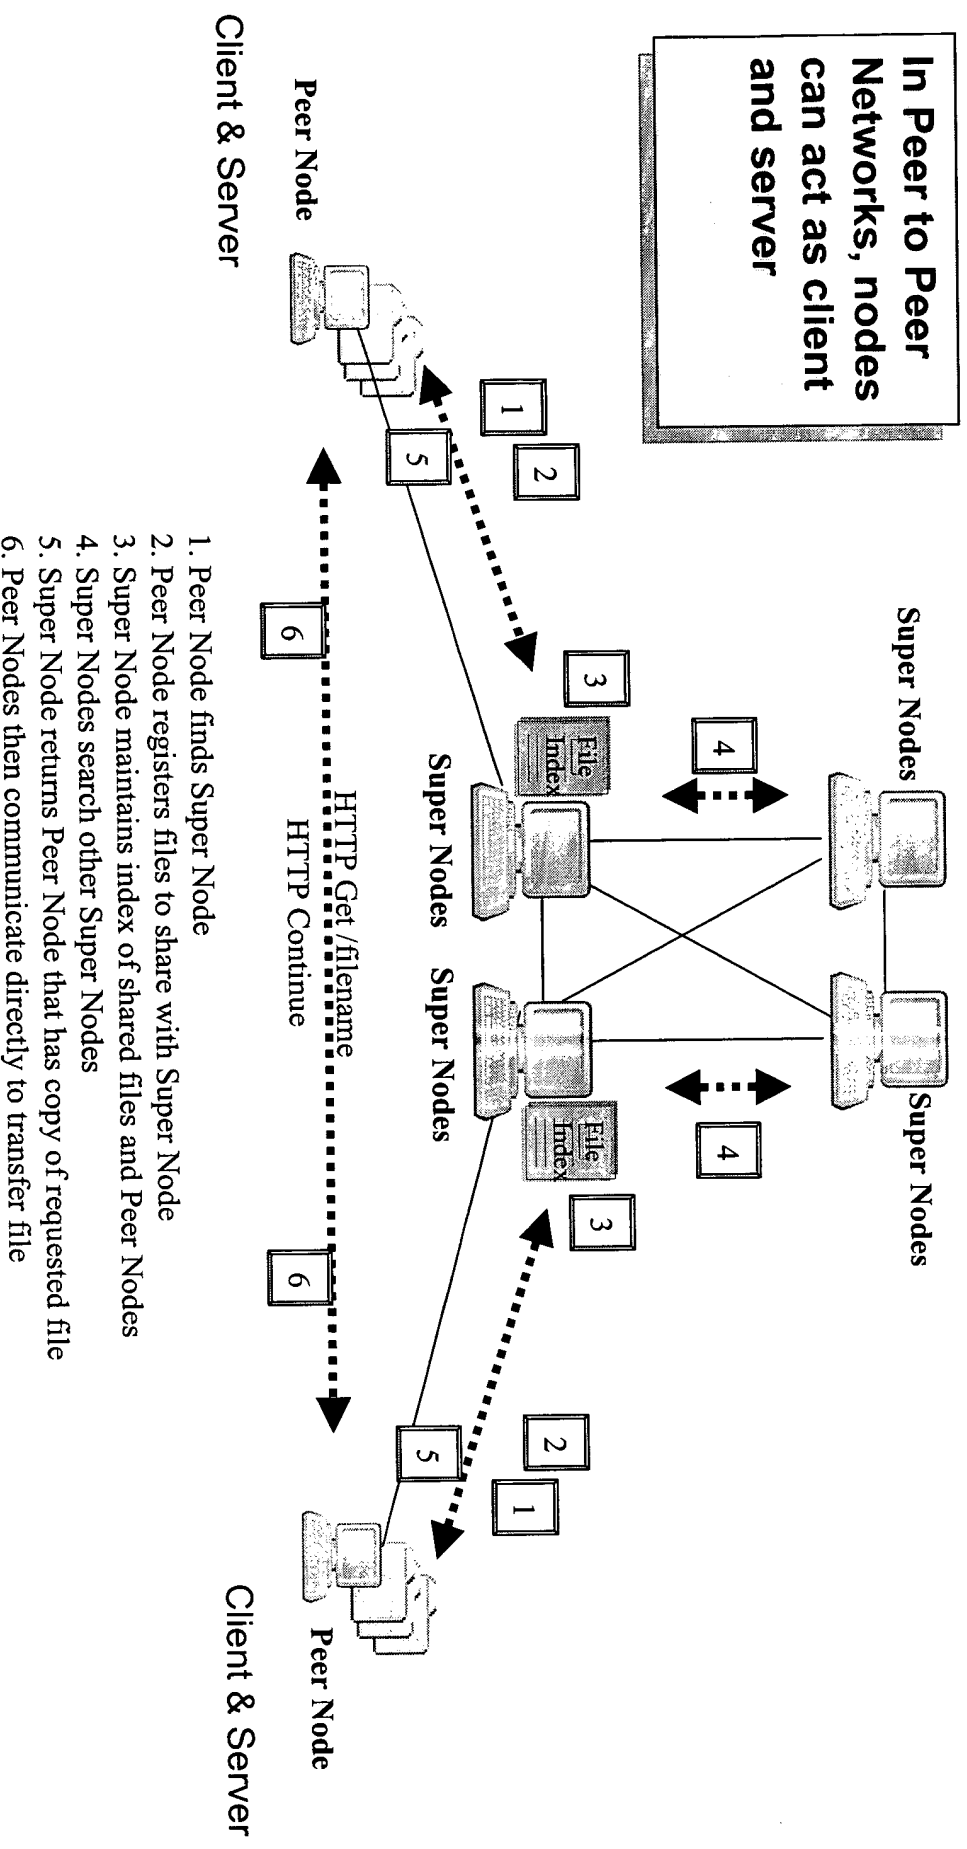 In Peer to Peer
Networks, nodes
can act as client
and server
Super Nodes
Super Nodes
4
4
3
File
Index
File
Index
3
Super Nodes
Super Nodes
1
2
2
1
5
5
Peer Node
Client & Server
Peer Node
Client & Server
HTTP Get /filename
HTTP Continue
6
6
1. Peer Node finds Super Node
2. Peer Node registers files to share with Super Node
3. Super Node maintains index of shared files and Peer Nodes
4. Super Nodes search other Super Nodes
5. Super Node returns Peer Node that has copy of requested file
6. Peer Nodes then communicate directly to transfer file